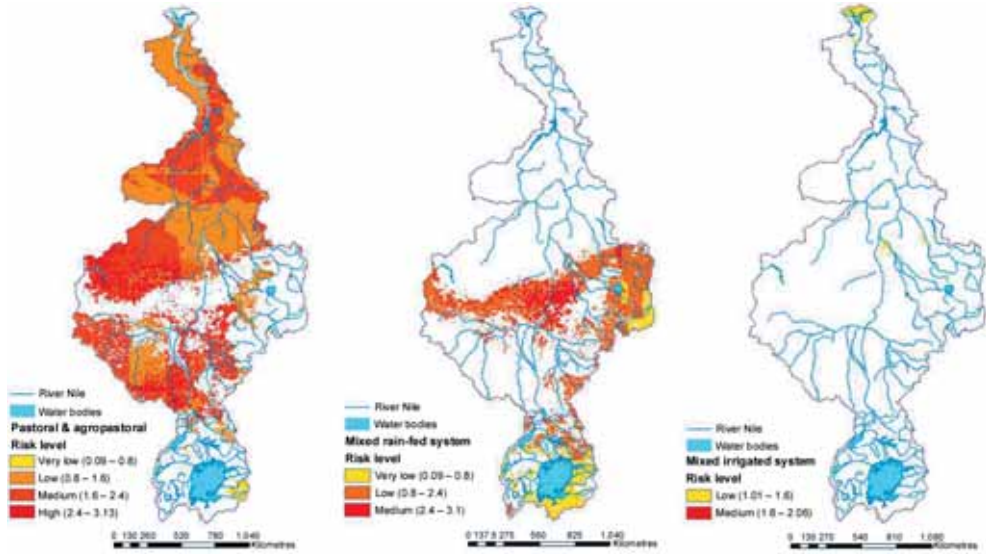 River Nile
Water bodies
Pastoral & agropastoral
Risk level
Very low (0.09 – 0.8)
Low (0.8 – 1.6)
Medium (1.6 – 2.4)
High (2.4 – 3.13)
0 130 260 520 780 1,040
Kilometres
River Nile
Water bodies
Mixed rain-fed system
Risk level
Very low (0.09 – 0.8)
Low (0.8 – 2.4)
Medium (2.4 – 3.1)
0 137.5 275 550 825 1,040
Kilometres
River Nile
Water bodies
Mixed irrigated system
Risk level
Low (1.01 – 1.6)
Medium (1.6 – 2.06)
0 130 270 540 810 1,080
Kilometres